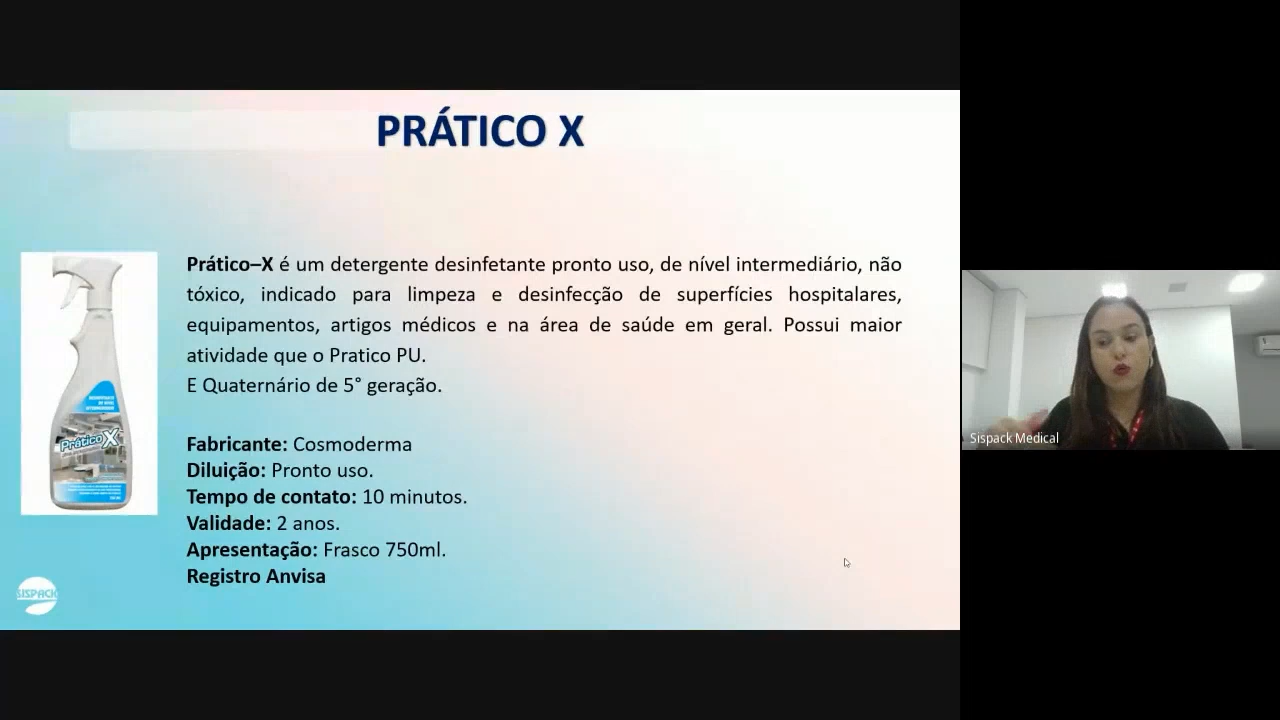 PRÁTICO X
Prático–X é um detergente desinfetante pronto uso, de nível intermediário, não
tóxico, indicado para limpeza e desinfecção de superfícies hospitalares,
equipamentos, artigos médicos e na área de saúde em geral. Possui maior
atividade que o Pratico PU.
E Quaternário de 5° geração.
Fabricante: Cosmoderma
Diluição: Pronto uso.
Tempo de contato: 10 minutos.
Validade: 2 anos.
Apresentação: Frasco 750ml.
Registro Anvisa
Prático X
SISPACK
Sispack Medical